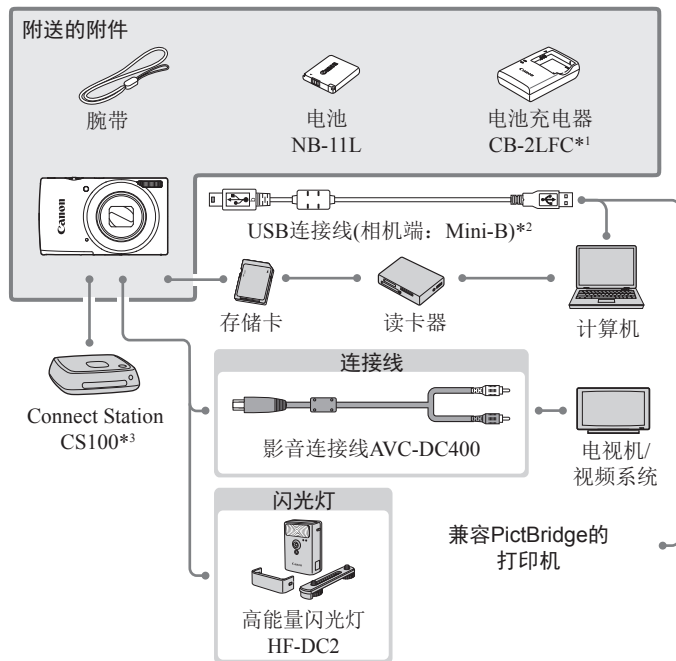 附送的附件
腕带
电池
NB-11L
电池充电器
CB-2LFC*1
Canon
USB连接线(相机端：Mini-B)*2
存储卡
读卡器
计算机
Connect Station
CS100*3
连接线
影音连接线AVC-DC400
电视机/
视频系统
闪光灯
高能量闪光灯
HF-DC2
兼容PictBridge的
打印机